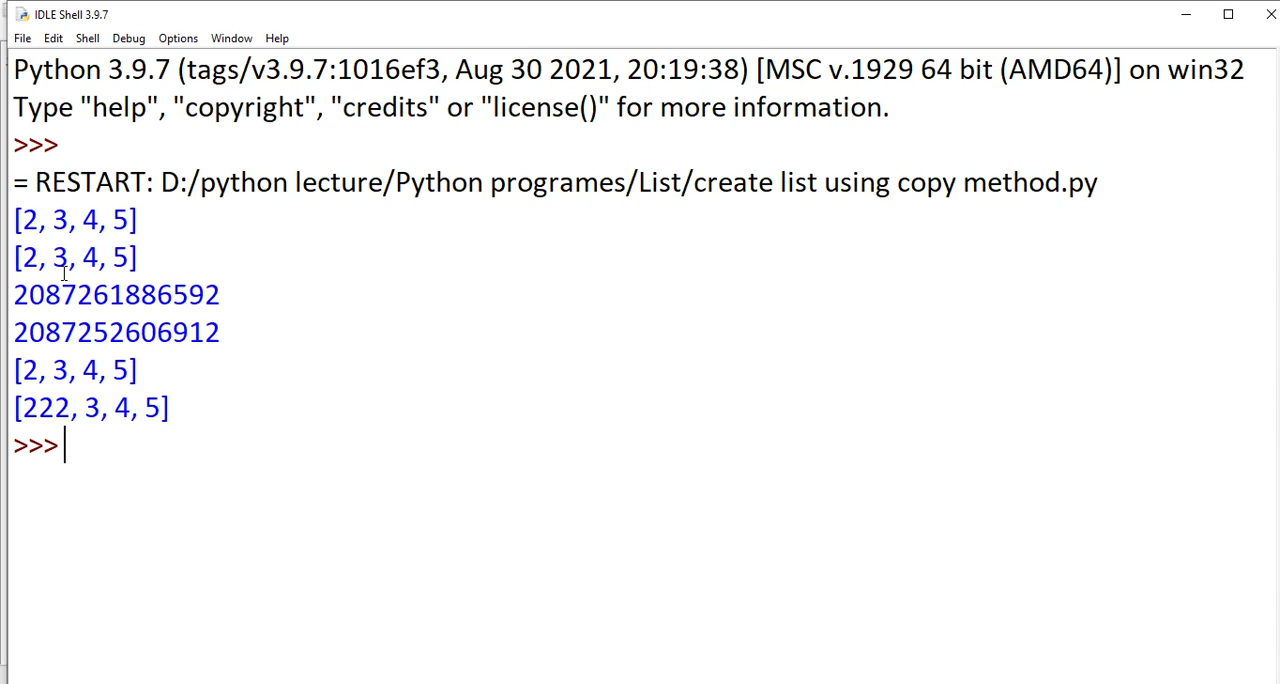 IDLE Shell 3.9.7
File Edit Shell Debug Options Window Help
Python 3.9.7 (tags/v3.9.7:1016ef3, Aug 30 2021, 20:19:38) [MSC v.1929 64 bit (AMD64)] on win32
Type "help", "copyright", "credits" or "license()" for more information.
>>>
= RESTART: D:/python lecture/Python programes/List/create list using copy method.py
[2, 3, 4, 5]
[2, 3, 4, 5]
2087261886592
2087252606912
[2, 3, 4, 5]
[222, 3, 4, 5]
>>>